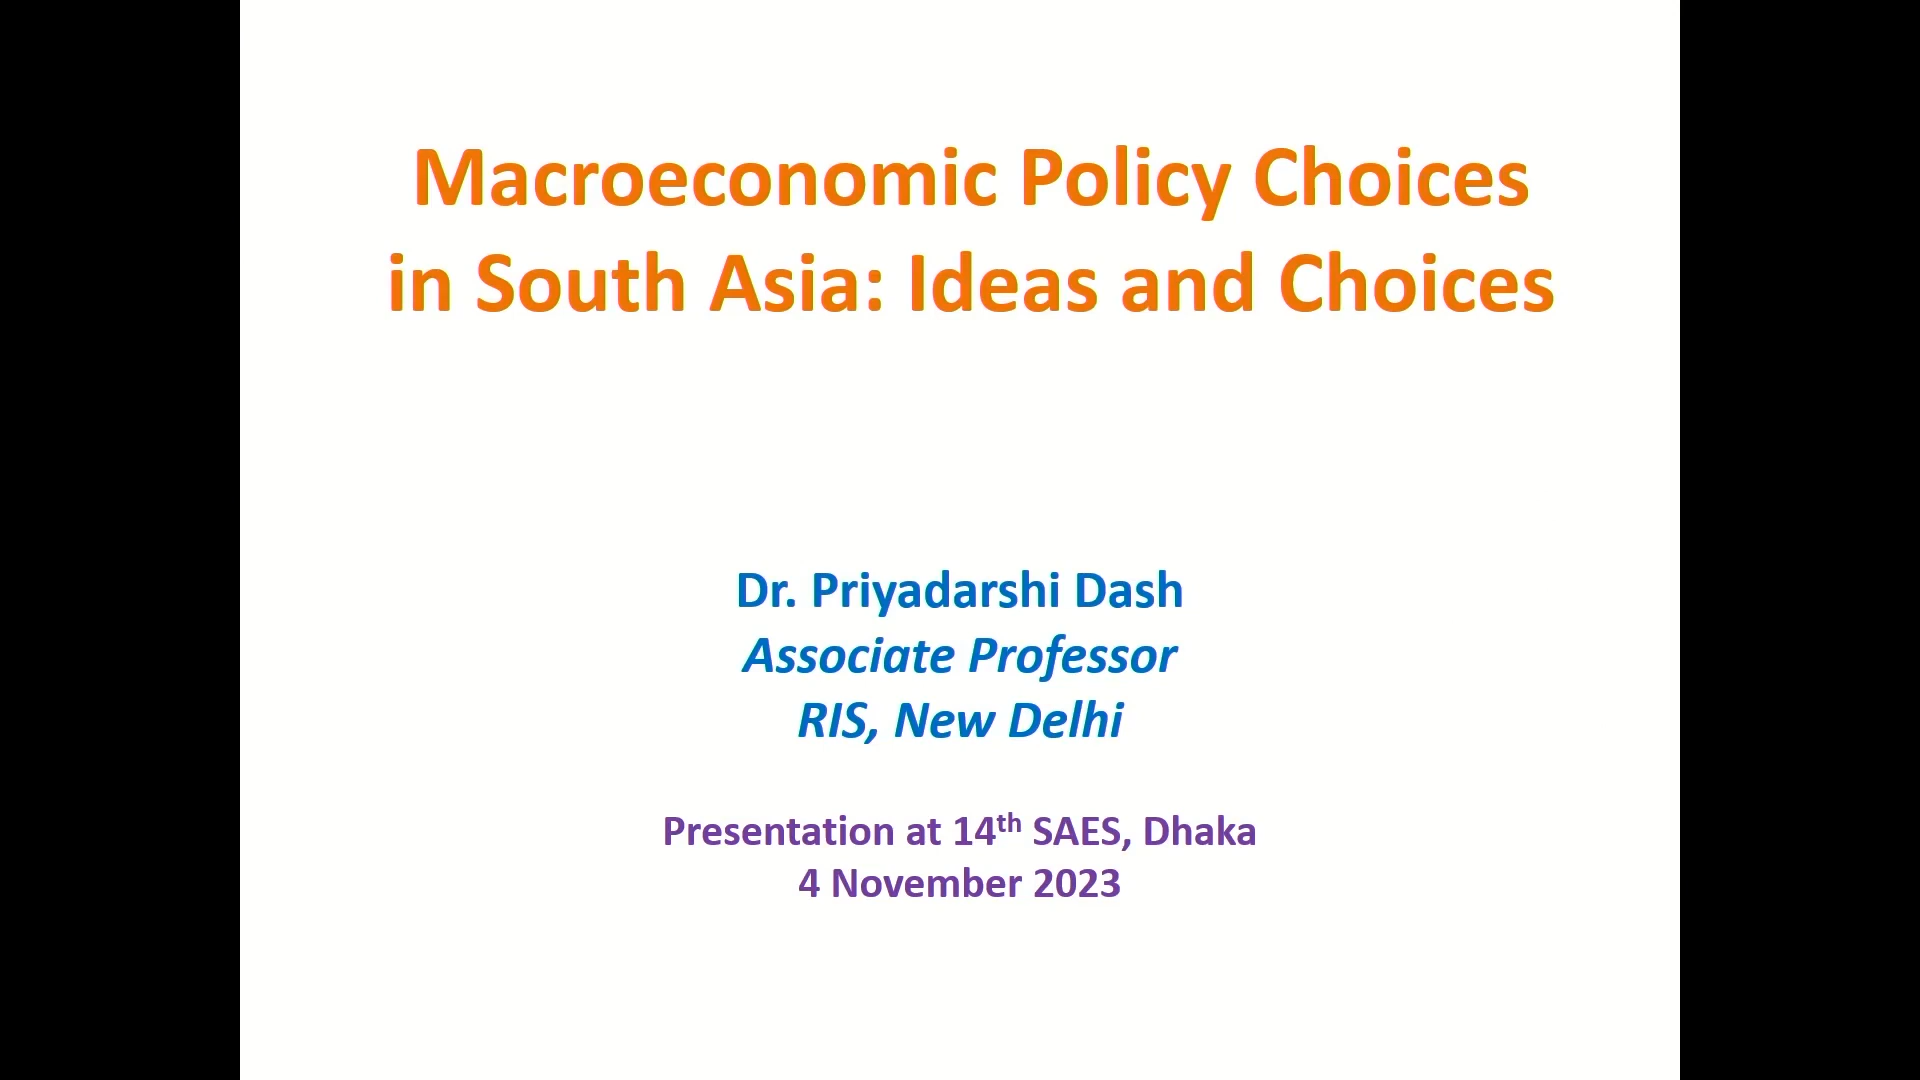 Macroeconomic Policy Choices
in South Asia: Ideas and Choices
Dr. Priyadarshi Dash
Associate Professor
RIS, New Delhi
Presentation at 14th SAES, Dhaka
4 November 2023